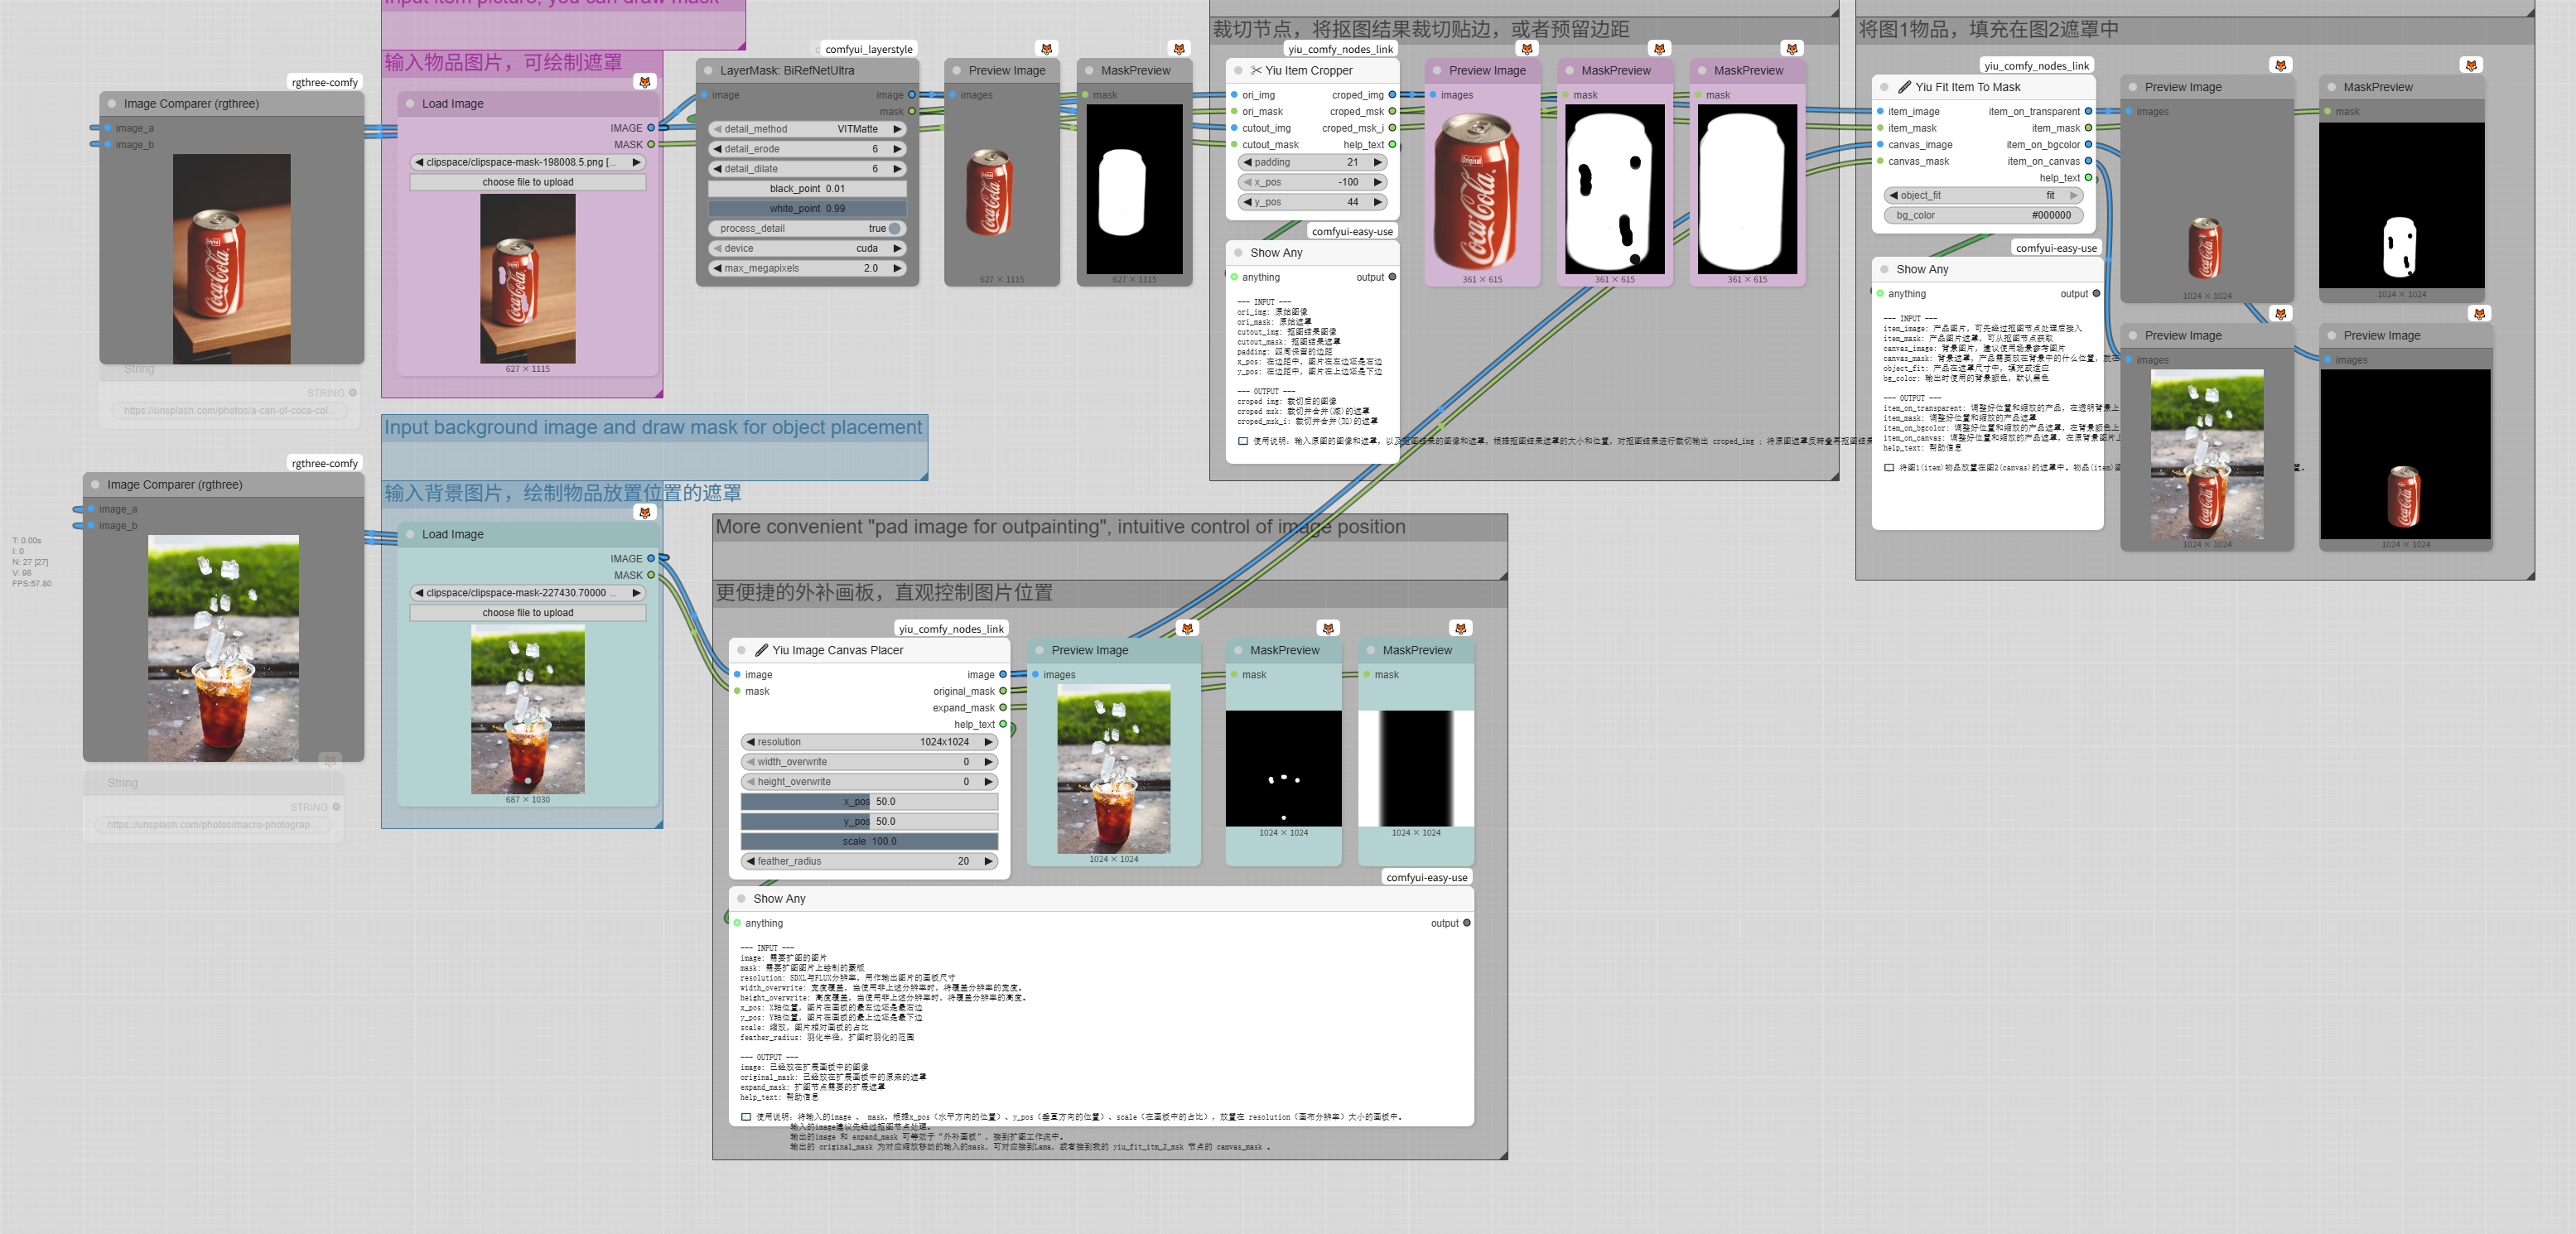 Input item picture, you can draw mask
输入物品图片，可绘制遮罩
rgthree-comfy
Image Comparer (rgthree)
image_a
image_b
String
STRING
https://unsplash.com/photos/a-can-of-coca-col...
Load Image
IMAGE
MASK
clipspace/clipspace-mask-198008.5.png [...
choose file to upload
627 × 1115
comfyui_layerstyle
LayerMask: BiRefNetUltra
image
image
mask
detail_method VITMatte
detail_erode 6
detail_dilate 6
black_point 0.01
white_point 0.99
process_detail true
device cuda
max_megapixels 2.0
Preview Image
images
627 × 1115
MaskPreview
mask
627 × 1115
裁切节点，将抠图结果裁切贴边，或者预留边距
yiu_comfy_nodes_link
Yiu Item Cropper
ori_img croped_img
ori_mask croped_msk
cutout_img croped_msk_i
cutout_mask help_text
padding 21
x_pos -100
y_pos 44
comfyui-easy-use
Show Any
anything output
--- INPUT ---
ori_img: 原始图像
ori_mask: 原始遮罩
cutout_img: 抠图结果图像
cutout_mask: 抠图结果遮罩
padding: 四周保留的边距
x_pos: 在边距中，图片在左边还是右边
y_pos: 在边距中，图片在上边还是下边
--- OUTPUT ---
croped img: 裁切后的图像
croped msk: 裁切并合并(减)的遮罩
croped_msk_i: 裁切并合并(加)的遮罩
使用说明: 输入原图的图像和遮罩，以及抠图结果的图像和遮罩，根据抠图结果遮罩的大小和位置，对抠图结果进行裁切输出 croped_img ; 将原图遮罩反转叠再抠图结果
Preview Image
images
361 × 615
MaskPreview
mask
361 × 615
MaskPreview
mask
361 × 615
将图1物品，填充在图2遮罩中
yiu_comfy_nodes_link
Yiu Fit Item To Mask
item_image item_on_transparent
item_mask item_mask
canvas_image item_on_bgcolor
canvas_mask item_on_canvas
help_text
object_fit fit
bg_color #000000
comfyui-easy-use
Show Any
anything output
--- INPUT ---
item_image: 产品图片，可先经过抠图节点处理后接入
item_mask: 产品图片遮罩，可从抠图节点获取
canvas_image: 背景图片，建议使用场景参考图片
canvas_mask: 背景遮罩，产品需要放在背景中的什么位置，就在
object_fit: 产品在遮罩尺寸中，填充或适应
bg_color: 输出时使用的背景颜色，默认黑色
--- OUTPUT ---
item_on_transparent: 调整好位置和缩放的产品，在透明背景上
item_mask: 调整好位置和缩放的产品遮罩
item_on_bgcolor: 调整好位置和缩放的产品遮罩，在背景颜色上
item_on_canvas: 调整好位置和缩放的产品遮罩，在原背景图片上
help_text: 帮助信息
将图1(item)物品放置在图2(canvas)的遮罩中。物品(item)
Preview Image
images
1024 × 1024
MaskPreview
mask
1024 × 1024
Preview Image
images
1024 × 1024
Preview Image
images
1024 × 1024
Input background image and draw mask for object placement
输入背景图片，绘制物品放置位置的遮罩
rgthree-comfy
Image Comparer (rgthree)
image_a
image_b
T: 0.00s
I: 0
N: 27 [27]
V: 98
FPS:57.80
String
STRING
https://unsplash.com/photos/macro-photograp...
Load Image
IMAGE
MASK
clipspace/clipspace-mask-227430.70000 ...
choose file to upload
687 × 1030
More convenient "pad image for outpainting", intuitive control of image position
更便捷的外补画板，直观控制图片位置
yiu_comfy_nodes_link
Yiu Image Canvas Placer
image image
mask original_mask
expand_mask
help_text
resolution 1024x1024
width_overwrite 0
height_overwrite 0
x_pos 50.0
y_pos 50.0
scale 100.0
feather_radius 20
Preview Image
images
1024 × 1024
MaskPreview
mask
1024 × 1024
MaskPreview
mask
1024 × 1024
comfyui-easy-use
Show Any
anything output
--- INPUT ---
image: 需要扩图的图片
mask: 需要扩图图片上绘制的蒙版
resolution: SDXL与FLUX分辨率，用作输出图片的画板尺寸
width_overwrite: 宽度覆盖，当使用非上述分辨率时，将覆盖分辨率的宽度。
height_overwrite: 高度覆盖，当使用非上述分辨率时，将覆盖分辨率的高度。
x_pos: X轴位置，图片在画板的最左边还是最右边
y_pos: Y轴位置，图片在画板的最上边还是最下边
scale: 缩放，图片相对画板的占比
feather_radius: 羽化半径，扩图时羽化的范围
--- OUTPUT ---
image: 已经放在扩展画板中的图像
original_mask: 已经放在扩展画板中的原来的遮罩
expand_mask: 扩图节点需要的扩展遮罩
help_text: 帮助信息
使用说明: 将输入的image 、 mask，根据x_pos（水平方向的位置）、y_pos（垂直方向的位置）、scale（在画板中的占比），放置在 resolution（画布分辨率）大小的画板中。
输入的image建议先经过抠图节点处理。
输出的image 和 expand_mask 可等效于“外补画板”，接到扩图工作流中。
输出的 original_mask 为对应缩放移动的输入的mask，可对应接到Lama，或者接到我的 yiu_fit_itm_2_msk 节点的 canvas_mask 。